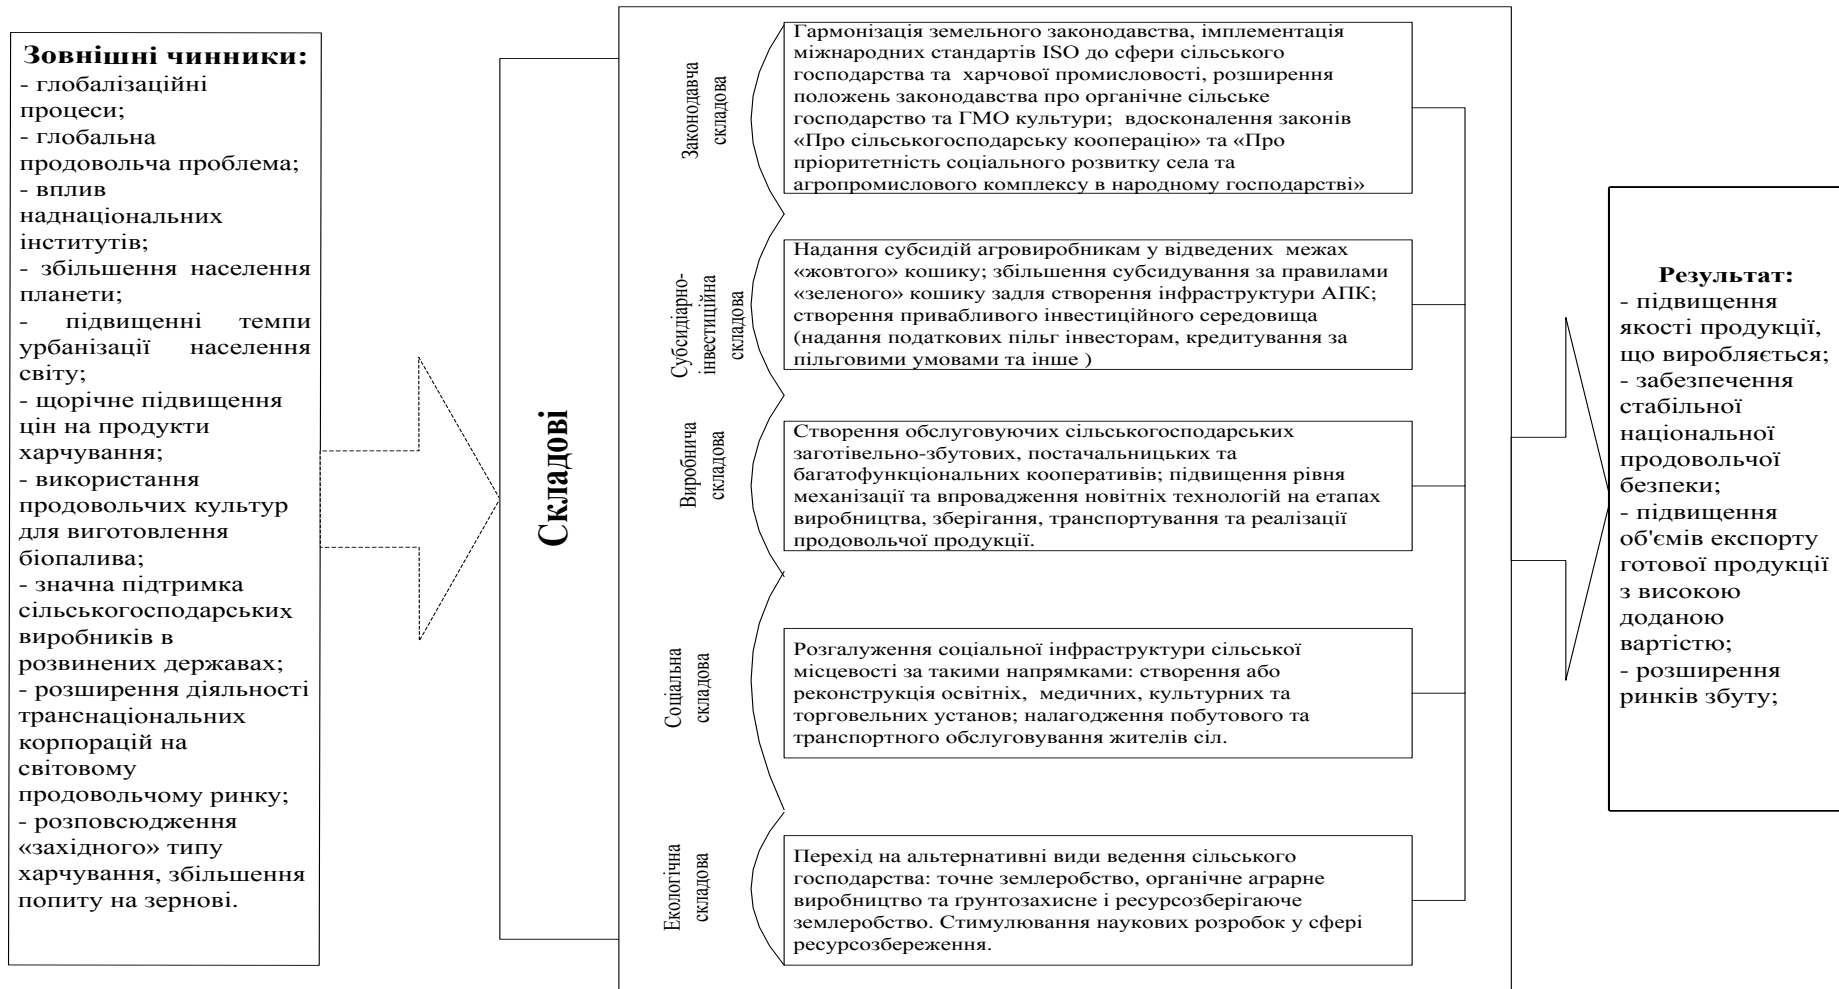 Зовнішні чинники:
- глобалізаційні
процеси;
- глобальна
продовольча проблема;
- вплив
наднаціональних
інститутів;
- збільшення населення
планети;
- підвищенні темпи
урбанізації населення
світу;
- щорічне підвищення
цін на продукти
харчування;
- використання
продовольчих культур
для виготовлення
біопалива;
- значна підтримка
сільськогосподарських
виробників в
розвинених державах;
- розширення діяльності
транснаціональних
корпорацій на
світовому
продовольчому ринку;
- розповсюдження
«західного» типу
харчування, збільшення
попиту на зернові.
Складові
Законодавча
складова
Гармонізація земельного законодавства, імплементація
міжнародних стандартів ISO до сфери сільського
господарства та харчової промисловості, розширення
положень законодавства про органічне сільське
господарство та ГМО культури; вдосконалення законів
«Про сільськогосподарську кооперацію» та «Про
пріоритетність соціального розвитку села та
агропромислового комплексу в народному господарстві»
Субсидіарно-
інвестиційна
складова
Надання субсидій агровиробникам у відведених межах
«жовтого» кошику; збільшення субсидування за правилами
«зеленого» кошику задля створення інфраструктури АПК;
створення привабливого інвестиційного середовища
(надання податкових пільг інвесторам, кредитування за
пільговими умовами та інше )
Виробнича
складова
Створення обслуговуючих сільськогосподарських
заготівельно-збутових, постачальницьких та
багатофункціональних кооперативів; підвищення рівня
механізації та впровадження новітніх технологій на етапах
виробництва, зберігання, транспортування та реалізації
продовольчої продукції.
Соціальна
складова
Розгалуження соціальної інфраструктури сільської
місцевості за такими напрямками: створення або
реконструкція освітніх, медичних, культурних та
торговельних установ; налагодження побутового та
транспортного обслуговування жителів сіл.
Екологічна
складова
Перехід на альтернативні види ведення сільського
господарства: точне землеробство, органічне аграрне
виробництво та ґрунтозахисне і ресурсозберігаюче
землеробство. Стимулювання наукових розробок у сфері
ресурсозбереження.
Результат:
- підвищення
якості продукції,
що виробляється;
- забезпечення
стабільної
національної
продовольчої
безпеки;
- підвищення
об'ємів експорту
готової продукції
з високою
доданою
вартістю;
- розширення
ринків збуту;